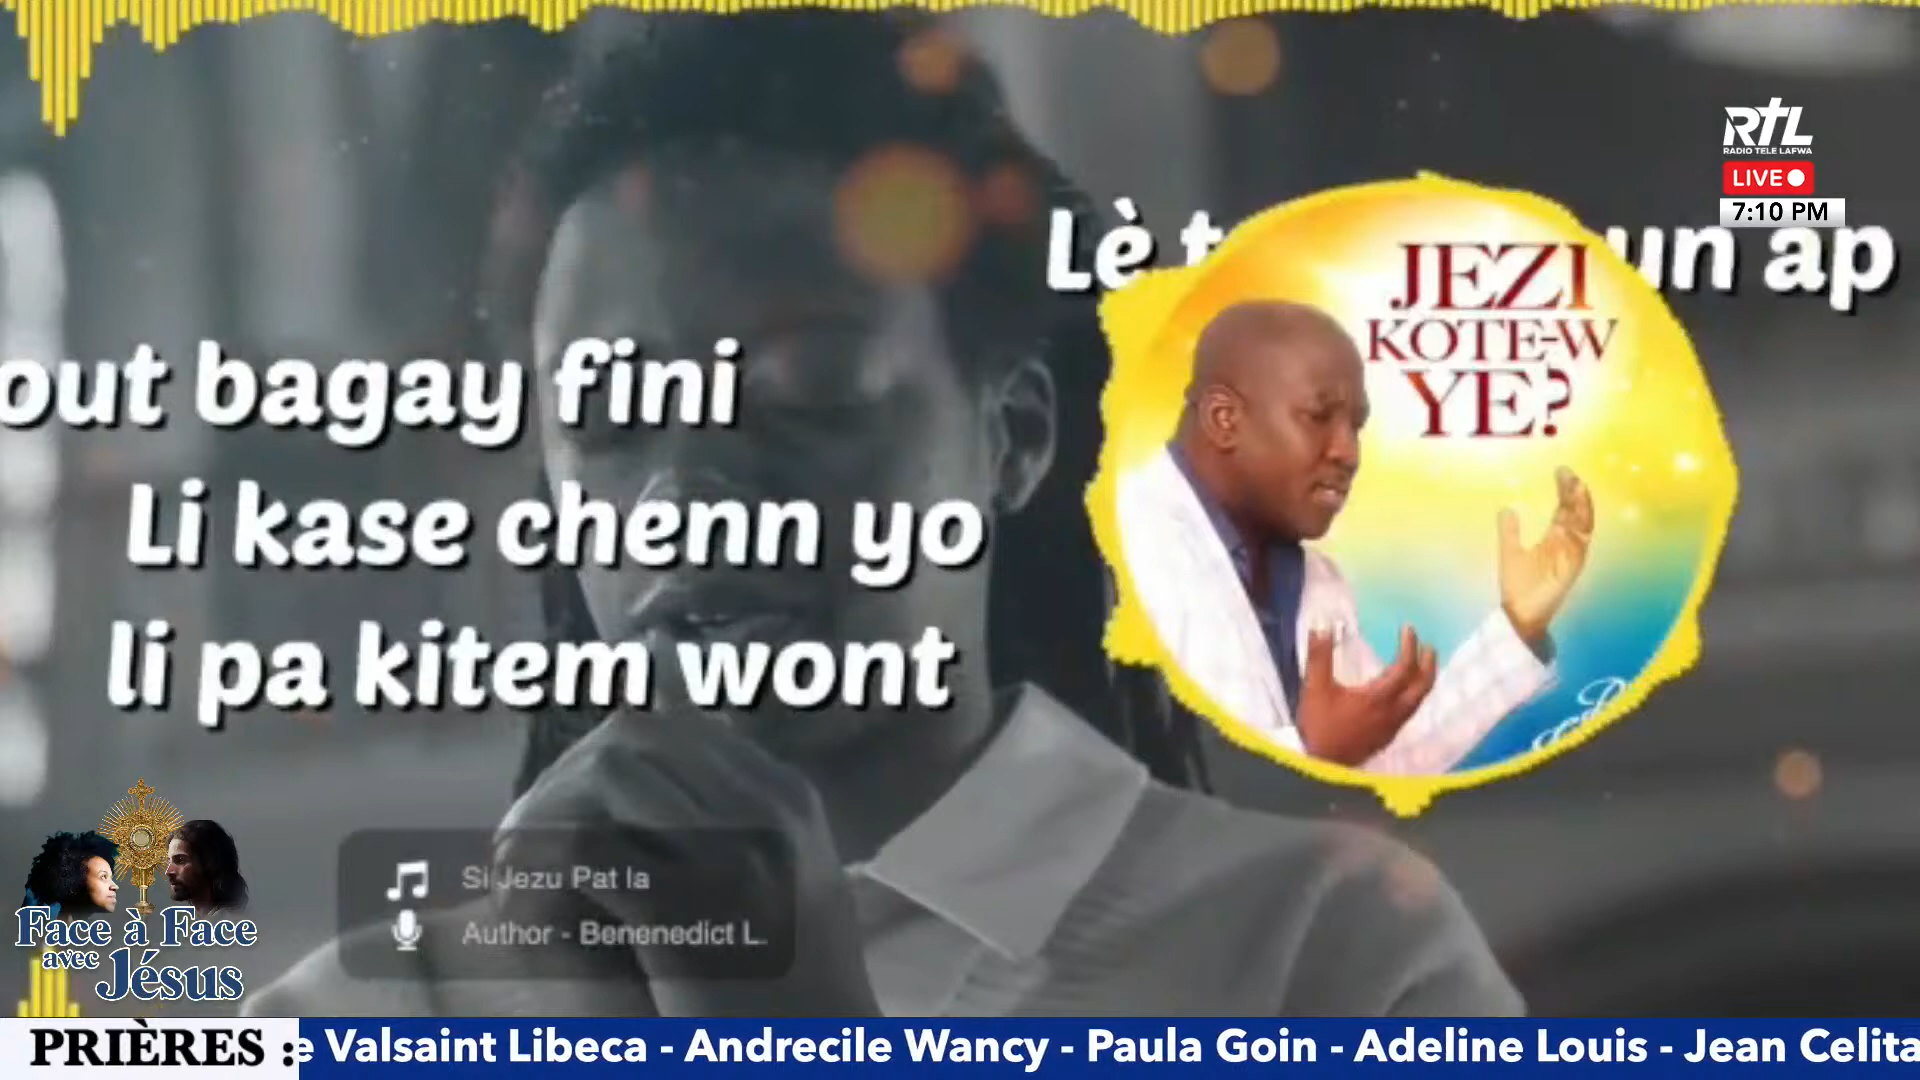 RTL
RADIO TELE LAFWA
LIVE
7:10 PM
Lè un ap
JEZI
KOTE-W
YE?
out bagay fini
Li kase chenn yo
li pa kitem wont
Si Jezu Pat la
Author - Benenedict L.
Face à Face
avec Jésus
PRIÈRES : e Valsaint Libeca - Andrecile Wancy - Paula Goin - Adeline Louis - Jean Celita